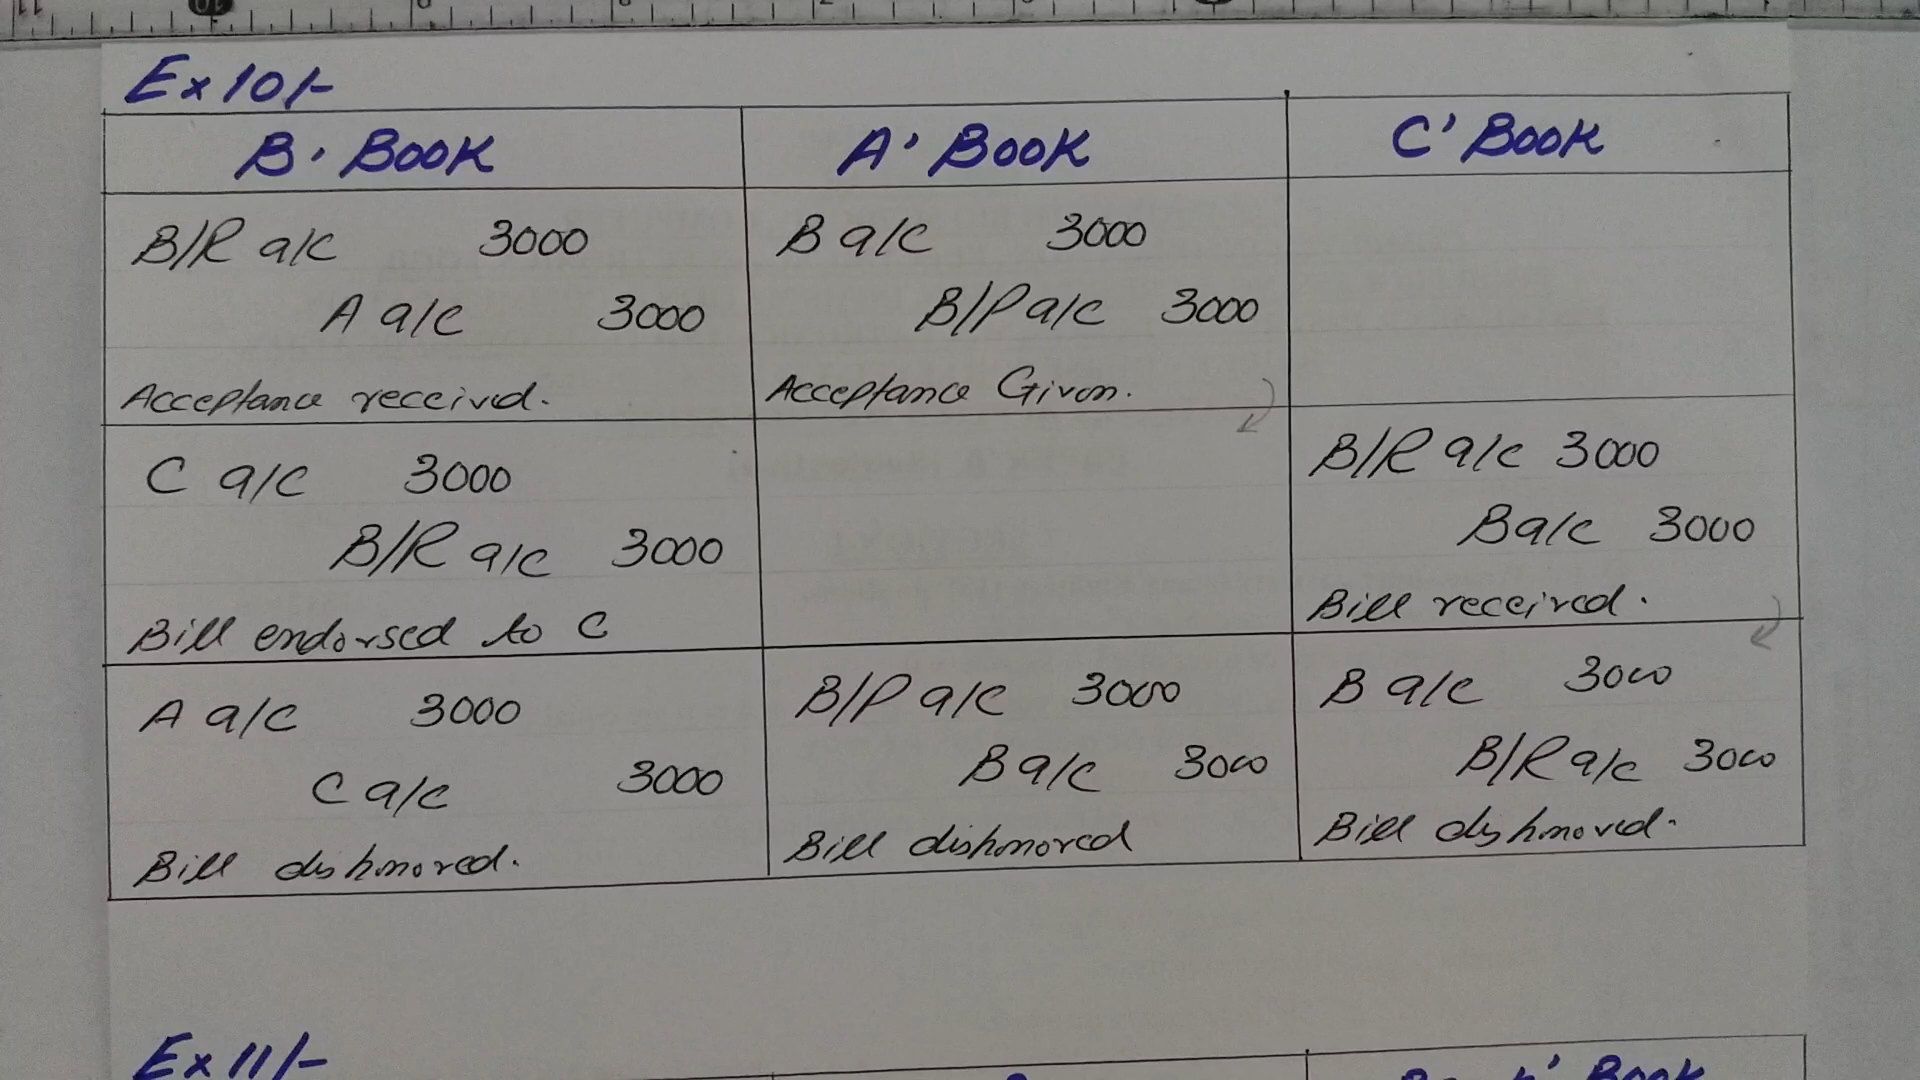 Ex 10/-
B' Book
A' Book
C' Book
B/R a/c 3000
A a/c 3000
Acceptance received.
B a/c 3000
B/P a/c 3000
Acceptance Given.
C a/c 3000
B/R a/c 3000
Bill endorsed to C
B/R a/c 3000
B a/c 3000
Bill received.
A a/c 3000
C a/c 3000
Bill dishonored.
B/P a/c 3000
B a/c 3000
Bill dishonored
B a/c 3000
B/R a/c 3000
Bill dishonored.
Ex 11/-
Book